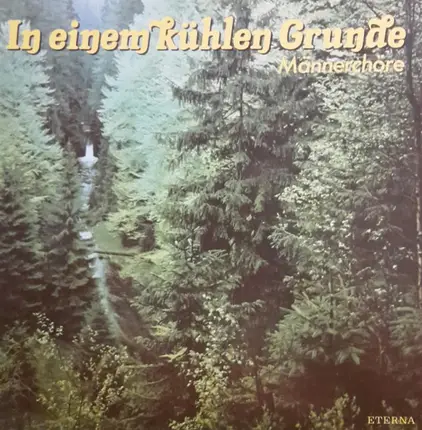 In einem kühlen Grunde
Männerchöre
ETERNA